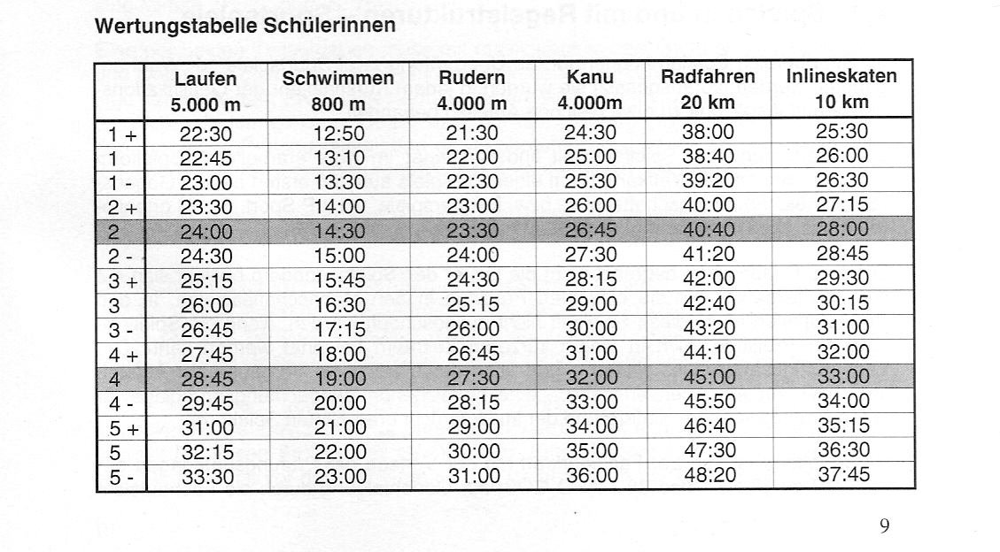 Wertungstabelle Schülerinnen
Laufen Schwimmen Rudern Kanu Radfahren Inlineskaten
5.000 m 800 m 4.000 m 4.000m 20 km 10 km
1 + 22:30 12:50 21:30 24:30 38:00 25:30
1 22:45 13:10 22:00 25:00 38:40 26:00
1 - 23:00 13:30 22:30 25:30 39:20 26:30
2 + 23:30 14:00 23:00 26:00 40:00 27:15
2 24:00 14:30 23:30 26:45 40:40 28:00
2 - 24:30 15:00 24:00 27:30 41:20 28:45
3 + 25:15 15:45 24:30 28:15 42:00 29:30
3 26:00 16:30 25:15 29:00 42:40 30:15
3 - 26:45 17:15 26:00 30:00 43:20 31:00
4 + 27:45 18:00 26:45 31:00 44:10 32:00
4 28:45 19:00 27:30 32:00 45:00 33:00
4 - 29:45 20:00 28:15 33:00 45:50 34:00
5 + 31:00 21:00 29:00 34:00 46:40 35:15
5 32:15 22:00 30:00 35:00 47:30 36:30
5 - 33:30 23:00 31:00 36:00 48:20 37:45
9